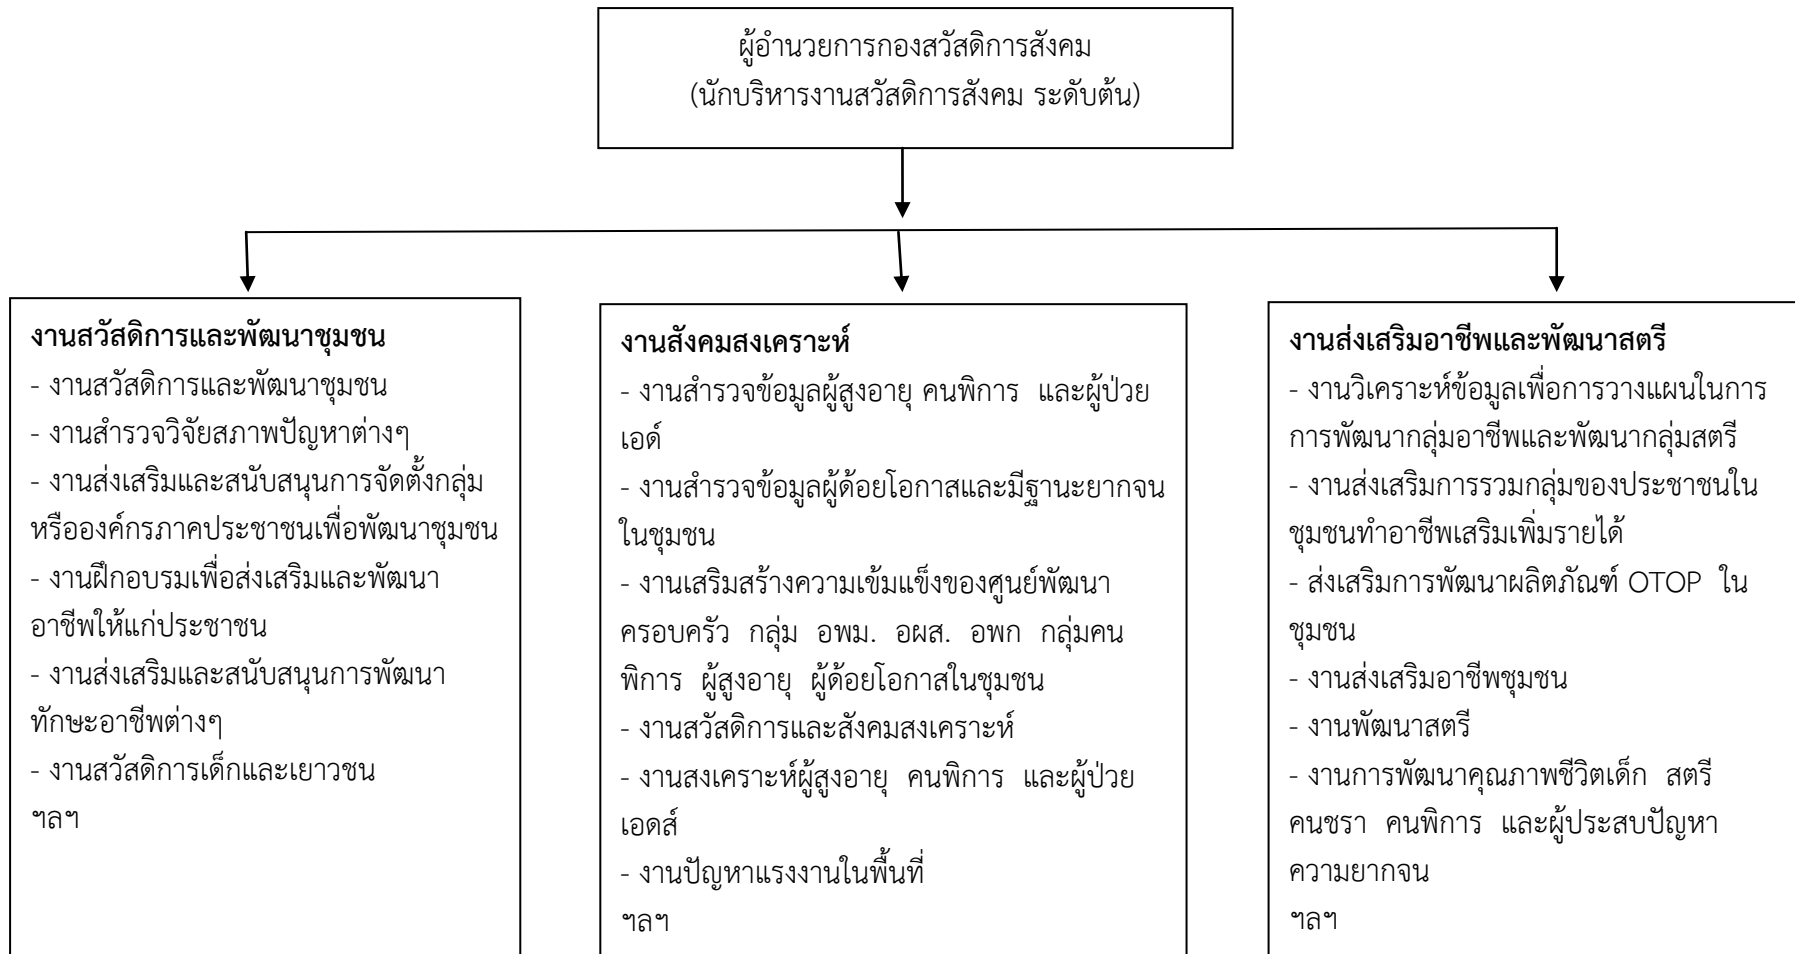 ผู้อำนวยการกองสวัสดิการสังคม
(นักบริหารงานสวัสดิการสังคม ระดับต้น)
งานสวัสดิการและพัฒนาชุมชน
- งานสวัสดิการและพัฒนาชุมชน
- งานสำรวจวิจัยสภาพปัญหาต่างๆ
- งานส่งเสริมและสนับสนุนการจัดตั้งกลุ่ม
หรือองค์กรภาคประชาชนเพื่อพัฒนาชุมชน
- งานฝึกอบรมเพื่อส่งเสริมและพัฒนา
อาชีพให้แก่ประชาชน
- งานส่งเสริมและสนับสนุนการพัฒนา
ทักษะอาชีพต่างๆ
- งานสวัสดิการเด็กและเยาวชน
ฯลฯ
งานสังคมสงเคราะห์
- งานสำรวจข้อมูลผู้สูงอายุ คนพิการ และผู้ป่วย
เอด์
- งานสำรวจข้อมูลผู้ด้อยโอกาสและมีฐานะยากจน
ในชุมชน
- งานเสริมสร้างความเข้มแข็งของศูนย์พัฒนา
ครอบครัว กลุ่ม อพม. อผส. อพก กลุ่มคน
พิการ ผู้สูงอายุ ผู้ด้อยโอกาสในชุมชน
- งานสวัสดิการและสังคมสงเคราะห์
- งานสงเคราะห์ผู้สูงอายุ คนพิการ และผู้ป่วย
เอดส์
- งานปัญหาแรงงานในพื้นที่
ฯลฯ
งานส่งเสริมอาชีพและพัฒนาสตรี
- งานวิเคราะห์ข้อมูลเพื่อการวางแผนในการ
การพัฒนากลุ่มอาชีพและพัฒนากลุ่มสตรี
- งานส่งเสริมการรวมกลุ่มของประชาชนใน
ชุมชนทำอาชีพเสริมเพิ่มรายได้
- ส่งเสริมการพัฒนาผลิตภัณฑ์ OTOP ใน
ชุมชน
- งานส่งเสริมอาชีพชุมชน
- งานพัฒนาสตรี
- งานการพัฒนาคุณภาพชีวิตเด็ก สตรี
คนชรา คนพิการ และผู้ประสบปัญหา
ความยากจน
ฯลฯ